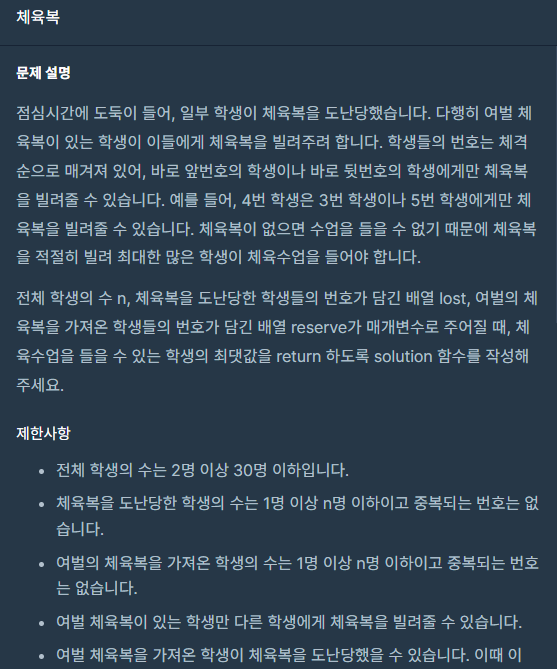 체육복
문제 설명
점심시간에 도둑이 들어, 일부 학생이 체육복을 도난당했습니다. 다행히 여벌 체
육복이 있는 학생이 이들에게 체육복을 빌려주려 합니다. 학생들의 번호는 체격
순으로 매겨져 있어, 바로 앞번호의 학생이나 바로 뒷번호의 학생에게만 체육복
을 빌려줄 수 있습니다. 예를 들어, 4번 학생은 3번 학생이나 5번 학생에게만 체
육복을 빌려줄 수 있습니다. 체육복이 없으면 수업을 들을 수 없기 때문에 체육복
을 적절히 빌려 최대한 많은 학생이 체육수업을 들어야 합니다.
전체 학생의 수 n, 체육복을 도난당한 학생들의 번호가 담긴 배열 lost, 여벌의 체
육복을 가져온 학생들의 번호가 담긴 배열 reserve가 매개변수로 주어질 때, 체
육수업을 들을 수 있는 학생의 최댓값을 return 하도록 solution 함수를 작성해
주세요.
제한사항
• 전체 학생의 수는 2명 이상 30명 이하입니다.
• 체육복을 도난당한 학생의 수는 1명 이상 n명 이하이고 중복되는 번호는 없
습니다.
• 여벌의 체육복을 가져온 학생의 수는 1명 이상 n명 이하이고 중복되는 번호
는 없습니다.
• 여벌 체육복이 있는 학생만 다른 학생에게 체육복을 빌려줄 수 있습니다.
• 여벌 체육복을 가져온 학생이 체육복을 도난당했을 수 있습니다. 이때 이